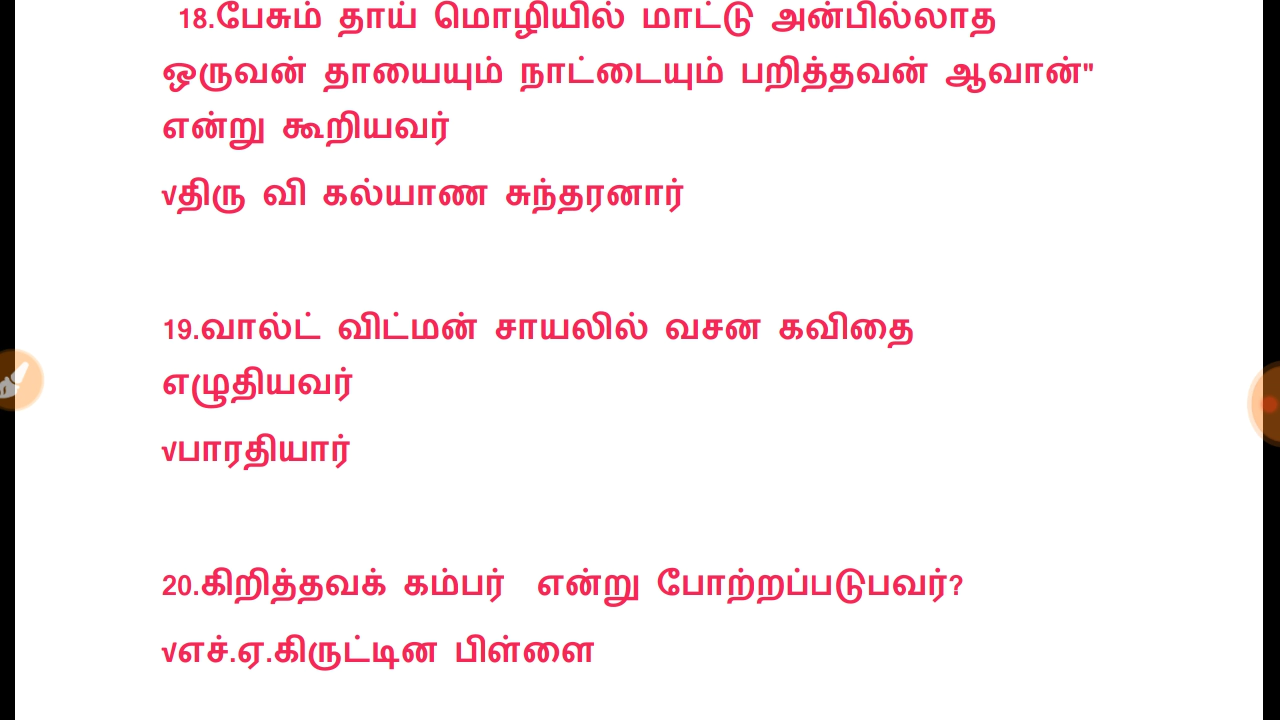 18.பேசும் தாய் மொழியில் மாட்டு அன்பில்லாத
ஒருவன் தாயையும் நாட்டையும் பறித்தவன் ஆவான்"
என்று கூறியவர்
√திரு வி கல்யாண சுந்தரனார்
19.வால்ட் விட்மன் சாயலில் வசன கவிதை
எழுதியவர்
√பாரதியார்
20.கிறித்தவக் கம்பர் என்று போற்றப்படுபவர்?
√எச்.ஏ.கிருட்டின பிள்ளை